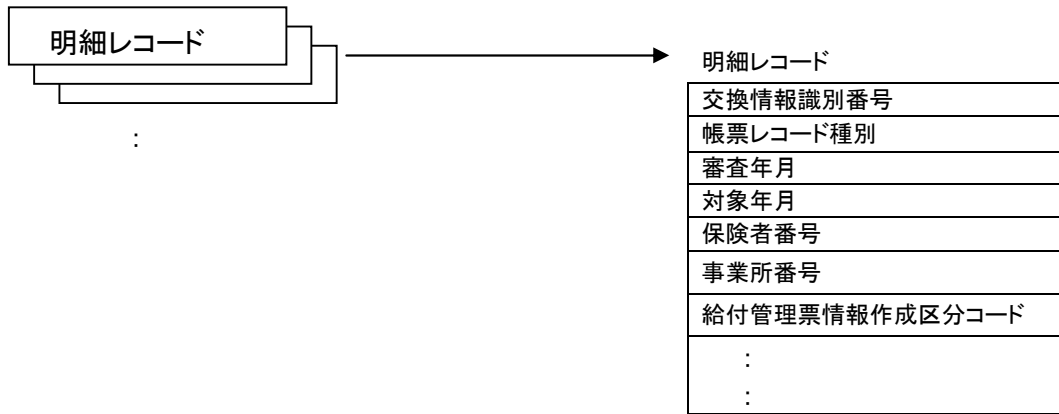 明細レコード
:
明細レコード
交換情報識別番号
帳票レコード種別
審査年月
対象年月
保険者番号
事業所番号
給付管理票情報作成区分コード
:
: